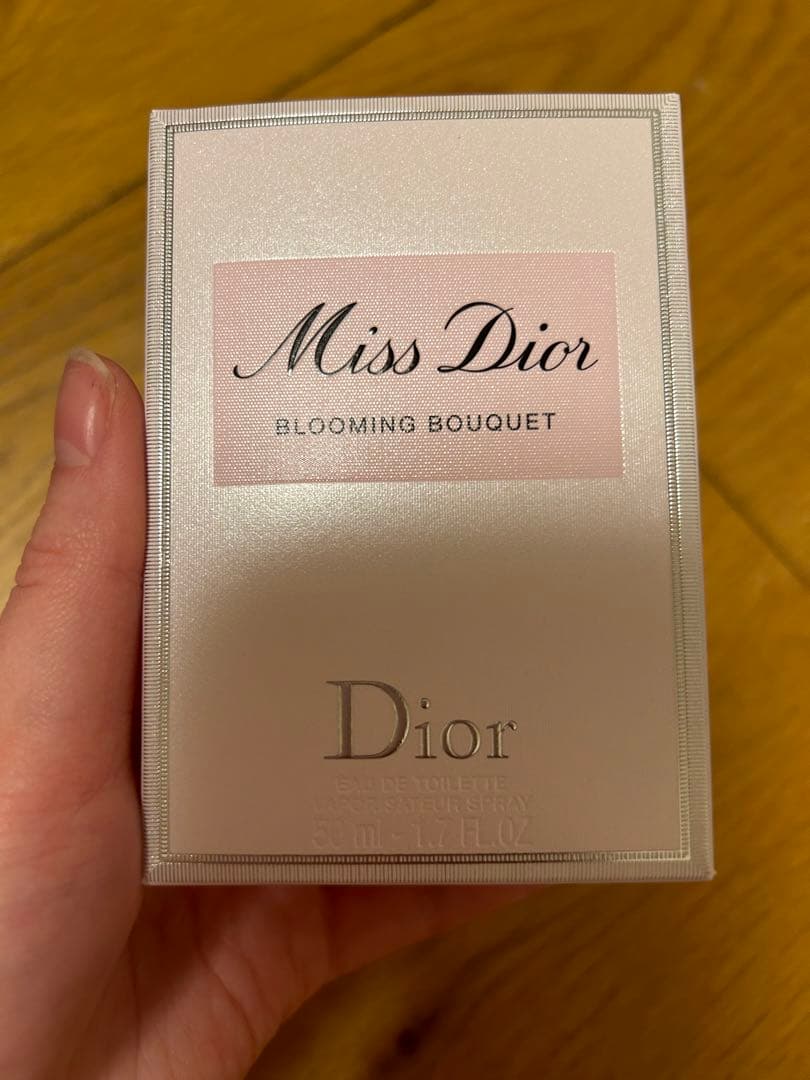 Miss Dior
BLOOMING BOUQUET
Dior
EAU DE TOILETTE
VAPORISATEUR SPRAY
50 ml - 1.7 FL.OZ